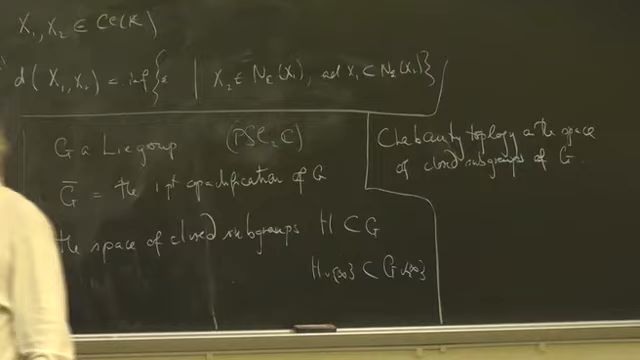 X₁, X₂ ∈ Cl(K)
d(X₁, X₂) = inf{ε | X₂ ⊂ N_ε(X₁), and X₁ ⊂ N_ε(X₂)}
G a Lie group (PSL₂C)
G̅ = the 1 pt compactification of G
the space of closed subgroups H ⊂ G
H∪{∞} ⊂ G∪{∞}
Chabauty topology on the space
of closed subgroups of G.